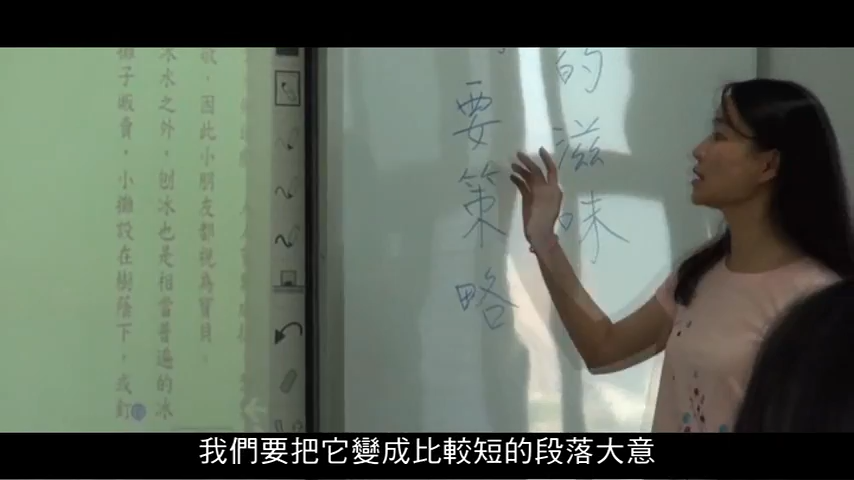 的滋味
要策略
敬，因此小朋友都視為寶貝。
冰水之外，刨冰也是相當普遍的冰
攤子販賣，小攤設在樹蔭下，或釘
我們要把它變成比較短的段落大意